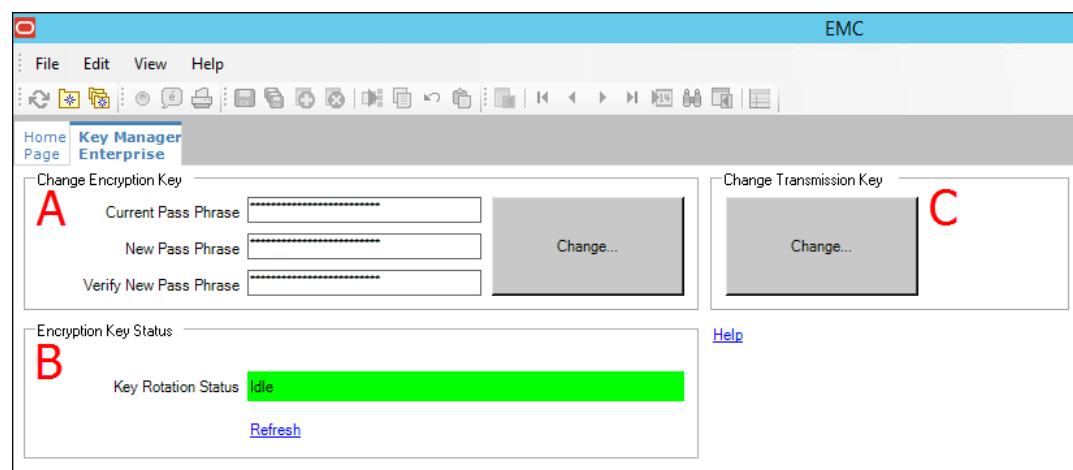 EMC
File Edit View Help
Home Page
Key Manager Enterprise
Change Encryption Key
A
Current Pass Phrase **************************
New Pass Phrase **************************
Verify New Pass Phrase **************************
Change...
Change Transmission Key
C
Change...
Encryption Key Status
B
Key Rotation Status Idle
Refresh
Help